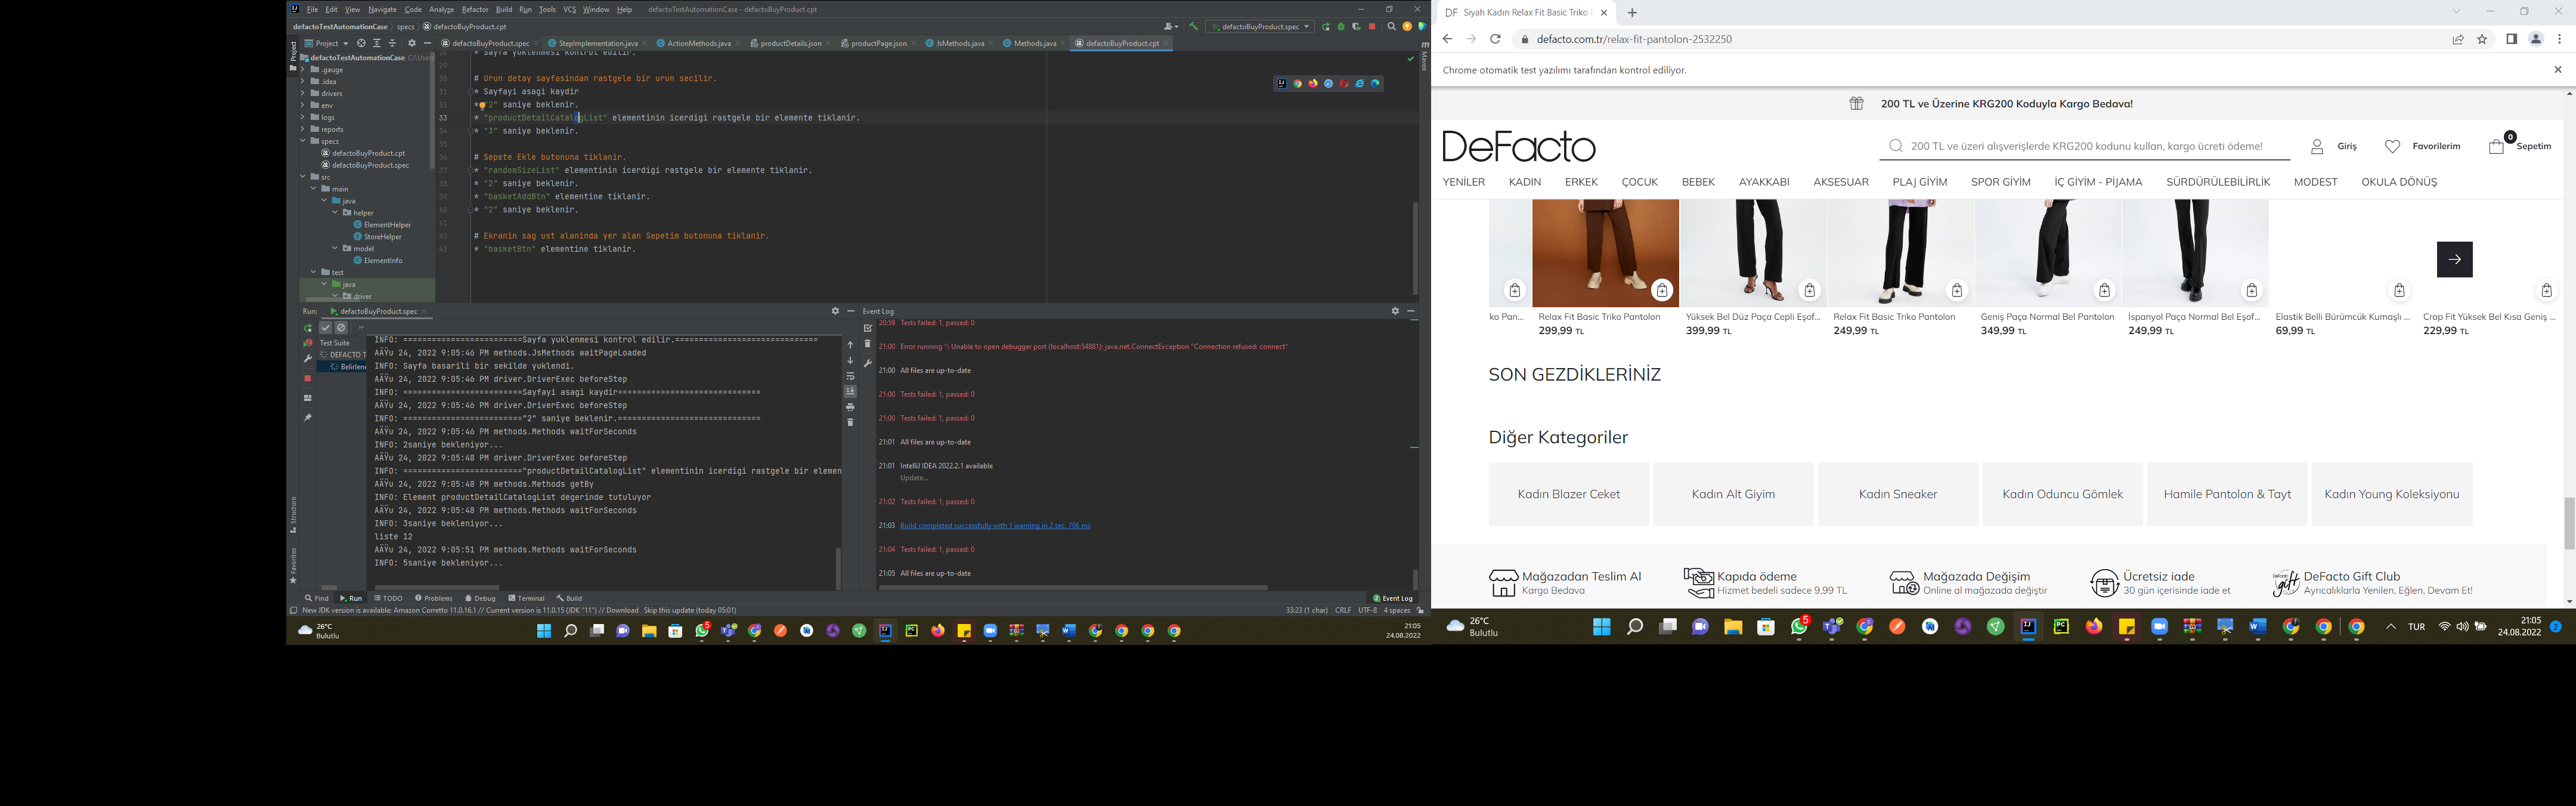 File Edit View Navigate Code Analyze Refactor Build Run Tools VCS Window Help defactoTestAutomationCase - defactoBuyProduct.cpt
defactoTestAutomationCase specs defactoBuyProduct.cpt
defactoBuyProduct.spec
Project
defactoBuyProduct.spec StepImplementation.java ActionMethods.java productDetails.json productPage.json JsMethods.java Methods.java defactoBuyProduct.cpt
Project
Maven
defactoTestAutomationCase C:\Users
.gauge
.idea
drivers
env
logs
reports
specs
defactoBuyProduct.cpt
defactoBuyProduct.spec
src
main
java
helper
ElementHelper
StoreHelper
model
ElementInfo
test
java
driver
28 * Sayfa yuklenmesi kontrol edilir.
29
30 # Urun detay sayfasindan rastgele bir urun secilir.
31 * Sayfayi asagi kaydir
32 * "2" saniye beklenir.
33 * "productDetailCatalogList" elementinin icerdigi rastgele bir elemente tiklanir.
34 * "3" saniye beklenir.
35
36 # Sepete Ekle butonuna tiklanir.
37 * "randomSizeList" elementinin icerdigi rastgele bir elemente tiklanir.
38 * "2" saniye beklenir.
39 * "basketAddBtn" elementine tiklanir.
40 * "2" saniye beklenir.
41
42 # Ekranin sag ust alaninda yer alan Sepetim butonuna tiklanir.
43 * "basketBtn" elementine tiklanir.
Run: defactoBuyProduct.spec
Test Suite
DEFACTO T
Belirlene
INFO: =========================Sayfa yuklenmesi kontrol edilir.==============================
AÄŸu 24, 2022 9:05:46 PM methods.JsMethods waitPageLoaded
INFO: Sayfa basarili bir sekilde yuklendi.
AÄŸu 24, 2022 9:05:46 PM driver.DriverExec beforeStep
INFO: =========================Sayfayi asagi kaydir==============================
AÄŸu 24, 2022 9:05:46 PM driver.DriverExec beforeStep
INFO: ========================="2" saniye beklenir.==============================
AÄŸu 24, 2022 9:05:46 PM methods.Methods waitForSeconds
INFO: 2saniye bekleniyor...
AÄŸu 24, 2022 9:05:48 PM driver.DriverExec beforeStep
INFO: ========================="productDetailCatalogList" elementinin icerdigi rastgele bir elemen
AÄŸu 24, 2022 9:05:48 PM methods.Methods getBy
INFO: Element productDetailCatalogList degerinde tutuluyor
AÄŸu 24, 2022 9:05:48 PM methods.Methods waitForSeconds
INFO: 3saniye bekleniyor...
liste 12
AÄŸu 24, 2022 9:05:51 PM methods.Methods waitForSeconds
INFO: 5saniye bekleniyor...
Event Log
20:59 Tests failed: 1, passed: 0
21:00 Error running '': Unable to open debugger port (localhost:54881): java.net.ConnectException "Connection refused: connect"
21:00 All files are up-to-date
21:00 Tests failed: 1, passed: 0
21:00 Tests failed: 1, passed: 0
21:01 All files are up-to-date
21:01 IntelliJ IDEA 2022.2.1 available
Update...
21:02 Tests failed: 1, passed: 0
21:03 Build completed successfully with 1 warning in 2 sec, 706 ms
21:04 Tests failed: 1, passed: 0
21:05 All files are up-to-date
Structure
Favorites
Find Run TODO Problems Debug Terminal Build
2 Event Log
New JDK version is available: Amazon Corretto 11.0.16.1 // Current version is 11.0.15 (JDK "11") // Download Skip this update (today 05:01)
33:23 (1 char) CRLF UTF-8 4 spaces
26°C
Bulutlu
5
21:05
24.08.2022
DF Siyah Kadın Relax Fit Basic Triko P
defacto.com.tr/relax-fit-pantolon-2532250
Chrome otomatik test yazılımı tarafından kontrol ediliyor.
200 TL ve Üzerine KRG200 Koduyla Kargo Bedava!
DeFacto
200 TL ve üzeri alışverişlerde KRG200 kodunu kullan, kargo ücreti ödeme!
Giriş Favorilerim 0 Sepetim
YENİLER KADIN ERKEK ÇOCUK BEBEK AYAKKABI AKSESUAR PLAJ GİYİM SPOR GİYİM İÇ GİYİM - PİJAMA SÜRDÜRÜLEBİLİRLİK MODEST OKULA DÖNÜŞ
ko Pan... Relax Fit Basic Triko Pantolon Yüksek Bel Düz Paça Cepli Eşof... Relax Fit Basic Triko Pantolon Geniş Paça Normal Bel Pantolon İspanyol Paça Normal Bel Eşof... Elastik Belli Bürümcük Kumaşlı ... Crop Fit Yüksek Bel Kısa Geniş ...
299,99 TL 399,99 TL 249,99 TL 349,99 TL 249,99 TL 69,99 TL 229,99 TL
SON GEZDİKLERİNİZ
Diğer Kategoriler
Kadın Blazer Ceket Kadın Alt Giyim Kadın Sneaker Kadın Oduncu Gömlek Hamile Pantolon & Tayt Kadın Young Koleksiyonu
Mağazadan Teslim Al Kapıda ödeme Mağazada Değişim Ücretsiz iade DeFacto Gift Club
Kargo Bedava Hizmet bedeli sadece 9,99 TL Online al mağazada değiştir 30 gün içerisinde iade et Ayrıcalıklarla Yenilen, Eğlen, Devam Et!
26°C
Bulutlu
5
TUR
21:05
24.08.2022
2